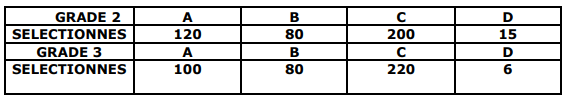 GRADE 2 A B C D
SELECTIONNES 120 80 200 15
GRADE 3 A B C D
SELECTIONNES 100 80 220 6